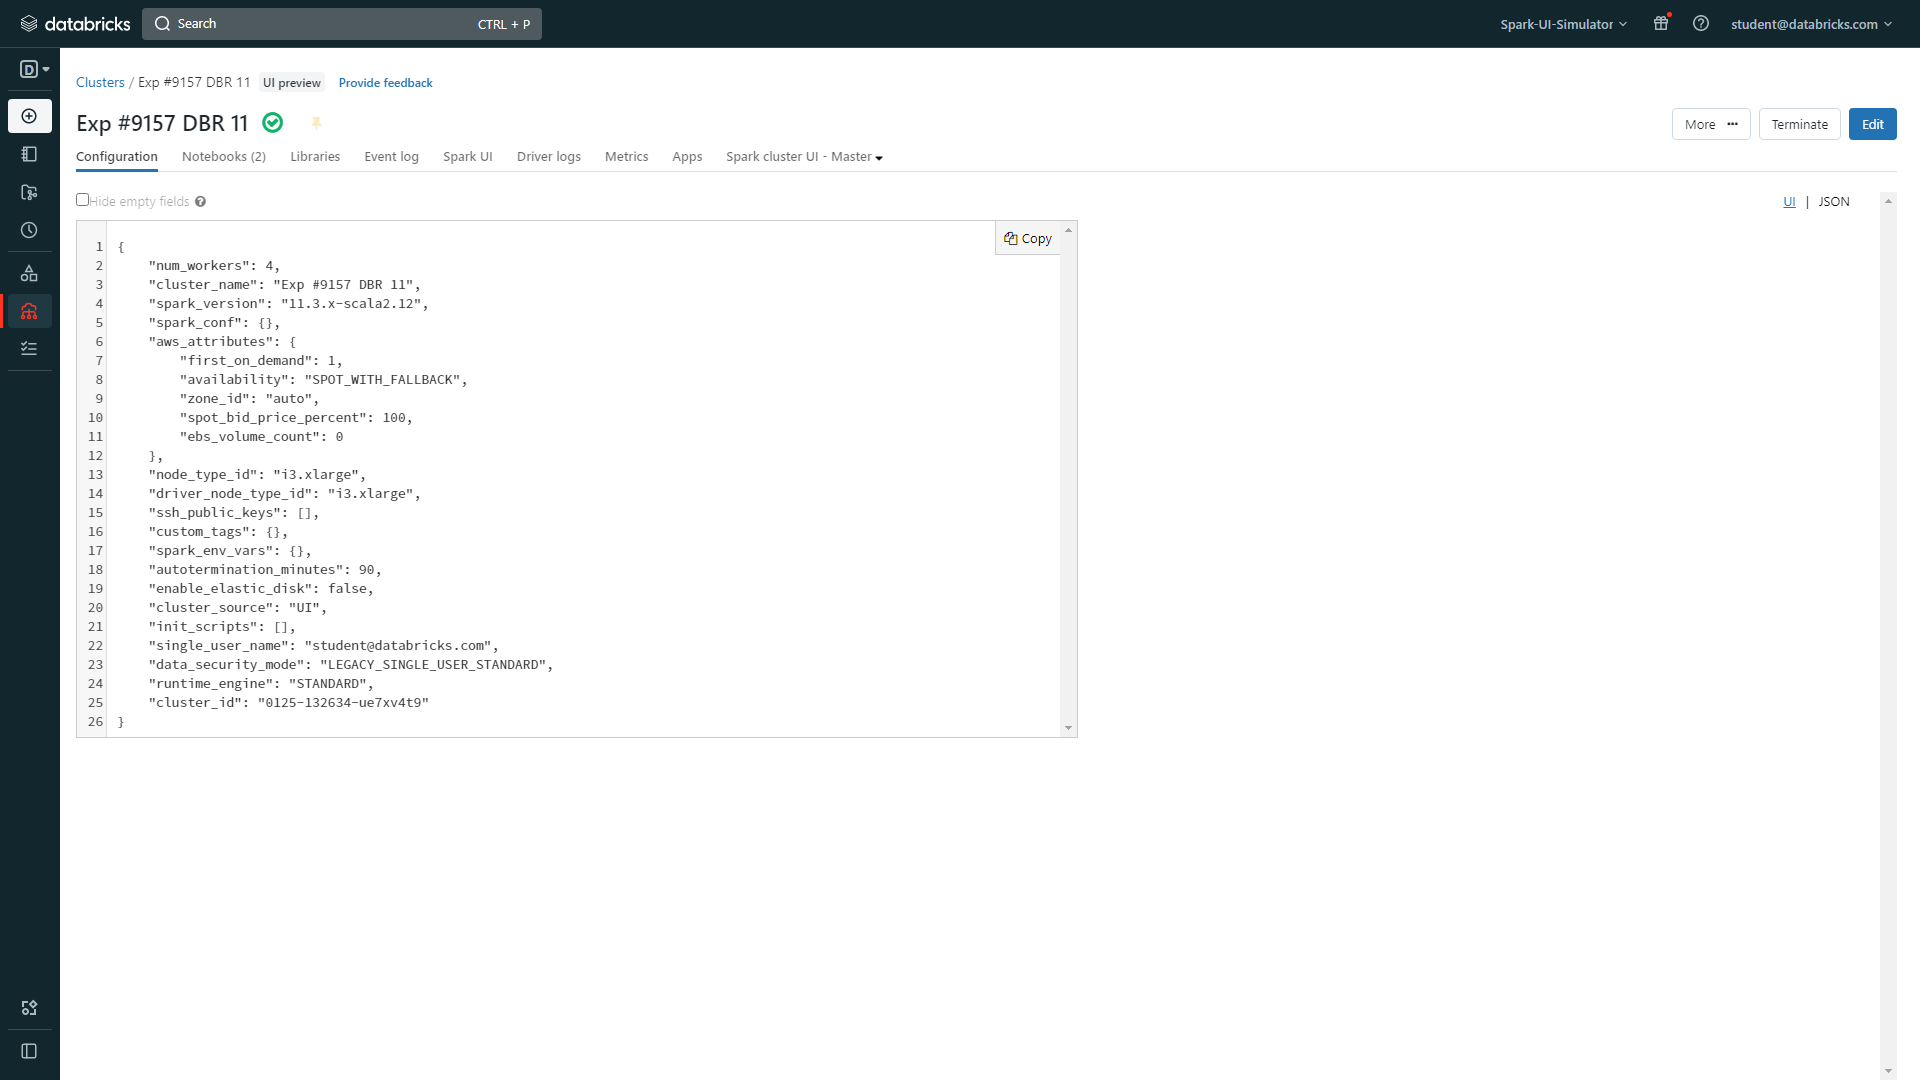 databricks
Search CTRL + P
Spark-UI-Simulator
student@databricks.com
D
Clusters / Exp #9157 DBR 11 UI preview Provide feedback
Exp #9157 DBR 11
More ··· Terminate Edit
Configuration Notebooks (2) Libraries Event log Spark UI Driver logs Metrics Apps Spark cluster UI - Master
Hide empty fields
UI | JSON
Copy
1 {
2 "num_workers": 4,
3 "cluster_name": "Exp #9157 DBR 11",
4 "spark_version": "11.3.x-scala2.12",
5 "spark_conf": {},
6 "aws_attributes": {
7 "first_on_demand": 1,
8 "availability": "SPOT_WITH_FALLBACK",
9 "zone_id": "auto",
10 "spot_bid_price_percent": 100,
11 "ebs_volume_count": 0
12 },
13 "node_type_id": "i3.xlarge",
14 "driver_node_type_id": "i3.xlarge",
15 "ssh_public_keys": [],
16 "custom_tags": {},
17 "spark_env_vars": {},
18 "autotermination_minutes": 90,
19 "enable_elastic_disk": false,
20 "cluster_source": "UI",
21 "init_scripts": [],
22 "single_user_name": "student@databricks.com",
23 "data_security_mode": "LEGACY_SINGLE_USER_STANDARD",
24 "runtime_engine": "STANDARD",
25 "cluster_id": "0125-132634-ue7xv4t9"
26 }